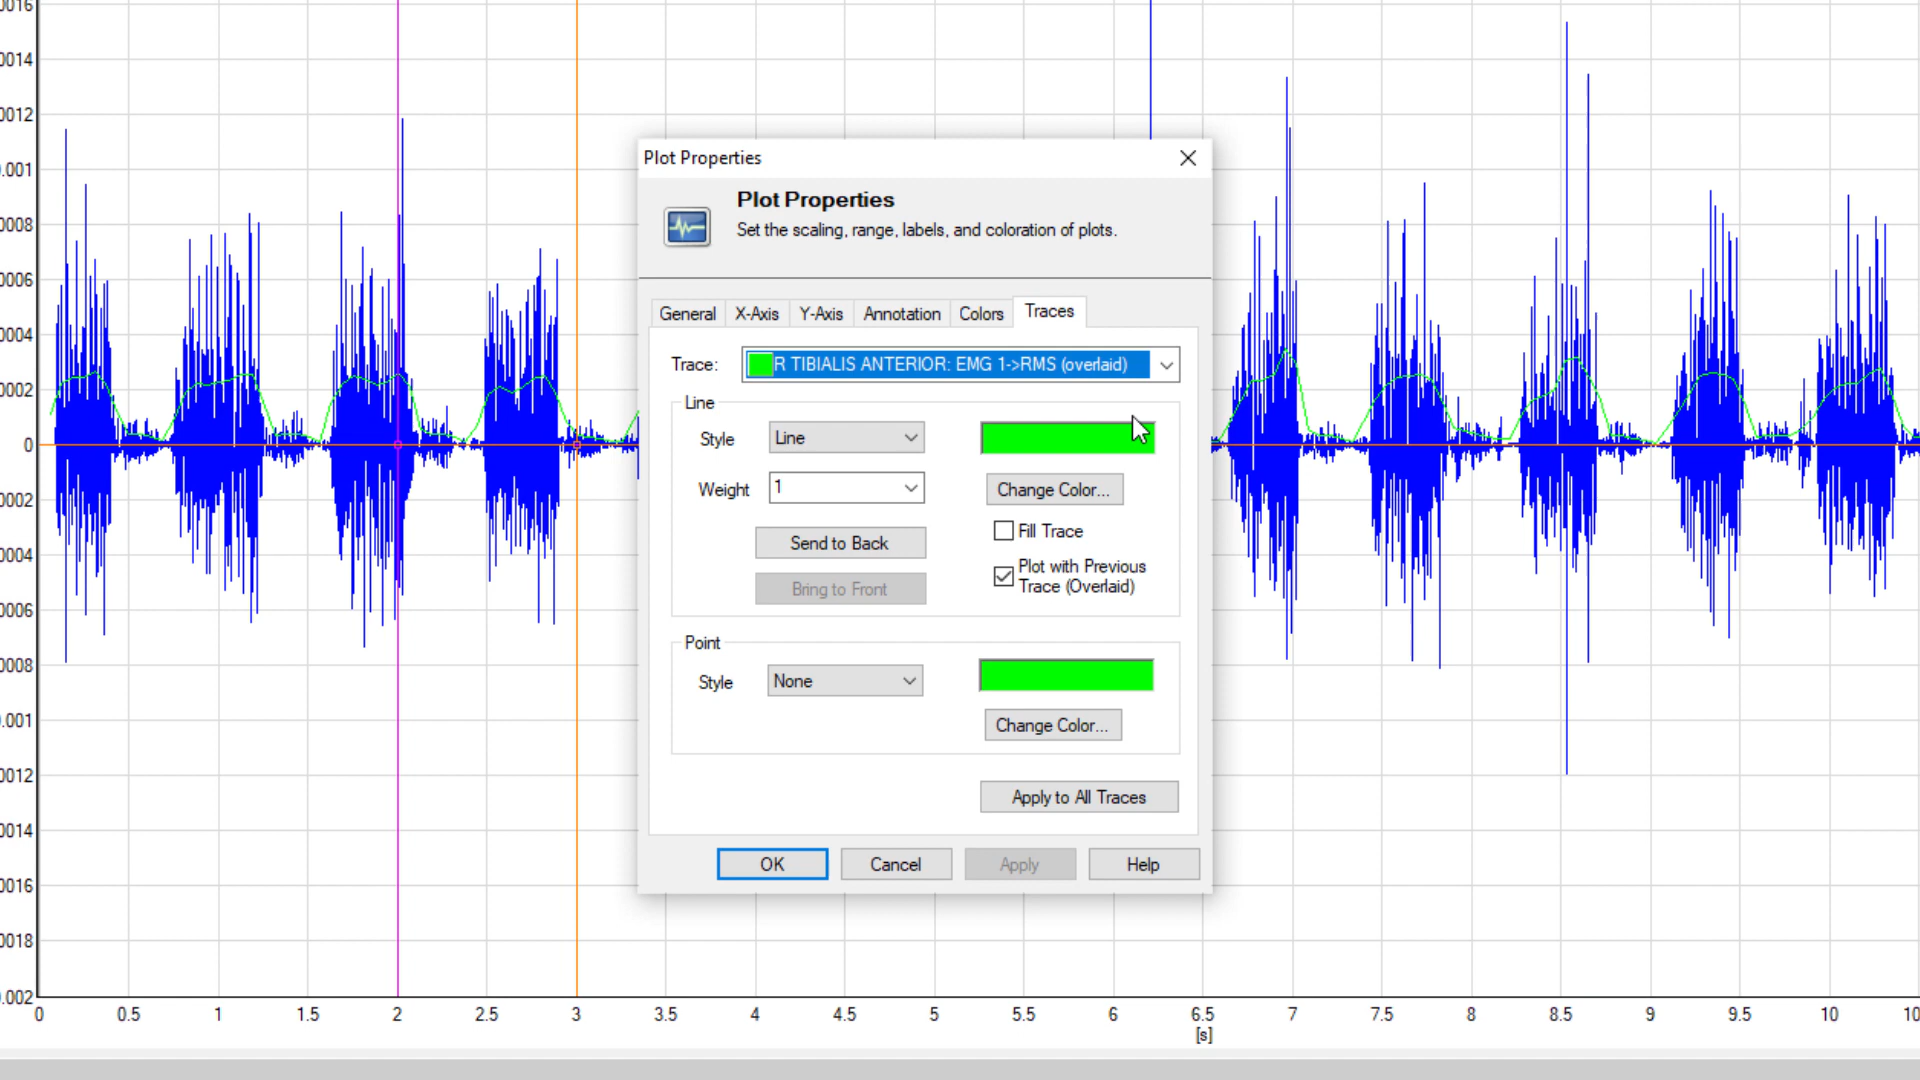 0016
0014
0012
0.001
0008
0006
0004
0002
0
0002
0004
0006
0008
0.001
0012
0014
0016
0018
0.002
Plot Properties
Plot Properties
Set the scaling, range, labels, and coloration of plots.
General X-Axis Y-Axis Annotation Colors Traces
Trace: R TIBIALIS ANTERIOR: EMG 1->RMS (overlaid)
Line
Style Line
Weight 1 Change Color...
Fill Trace
Send to Back
Plot with Previous
Trace (Overlaid)
Bring to Front
Point
Style None
Change Color...
Apply to All Traces
OK Cancel Apply Help
0 0.5 1 1.5 2 2.5 3 3.5 4 4.5 5 5.5 6 6.5 7 7.5 8 8.5 9 9.5 10 10
[s]